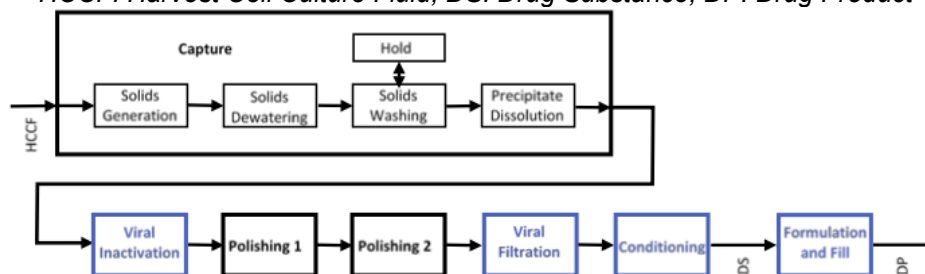 HCCF: Harvest Cell Culture Fluid; DS: Drug Substance; DP: Drug Product
Capture
Hold
Solids
Generation
Solids
Dewatering
Solids
Washing
Precipitate
Dissolution
HCCF
Viral
Inactivation
Polishing 1
Polishing 2
Viral
Filtration
Conditioning
DS
Formulation
and Fill
DP